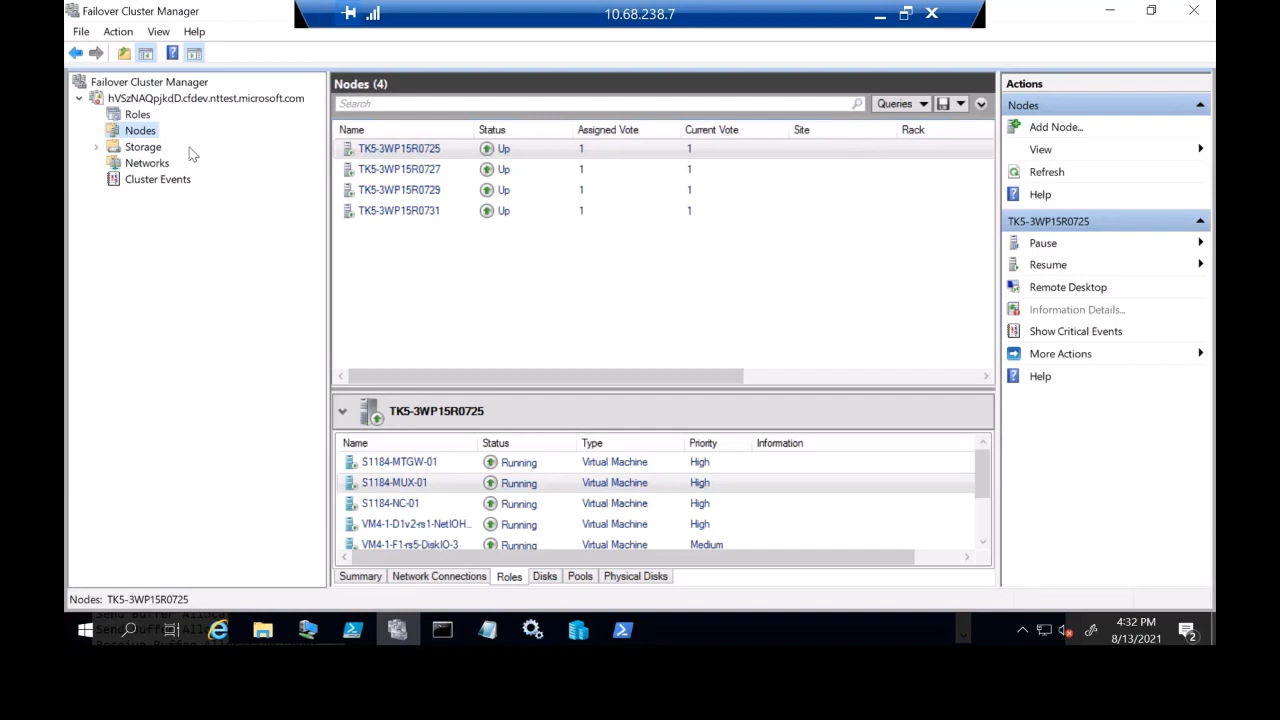 Failover Cluster Manager
10.68.238.7
File Action View Help
Failover Cluster Manager
hVSzNAQpjkdD.cfdev.nttest.microsoft.com
Roles
Nodes
Storage
Networks
Cluster Events
Nodes (4)
Search
Queries
Name Status Assigned Vote Current Vote Site Rack
TK5-3WP15R0725 Up 1 1
TK5-3WP15R0727 Up 1 1
TK5-3WP15R0729 Up 1 1
TK5-3WP15R0731 Up 1 1
TK5-3WP15R0725
Name Status Type Priority Information
S1184-MTGW-01 Running Virtual Machine High
S1184-MUX-01 Running Virtual Machine High
S1184-NC-01 Running Virtual Machine High
VM4-1-D1v2-rs1-NetIOH... Running Virtual Machine High
VM4-1-F1-rs5-DiskIO-3 Running Virtual Machine Medium
Summary Network Connections Roles Disks Pools Physical Disks
Actions
Nodes
Add Node...
View
Refresh
Help
TK5-3WP15R0725
Pause
Resume
Remote Desktop
Information Details...
Show Critical Events
More Actions
Help
Nodes: TK5-3WP15R0725
4:32 PM
8/13/2021
2